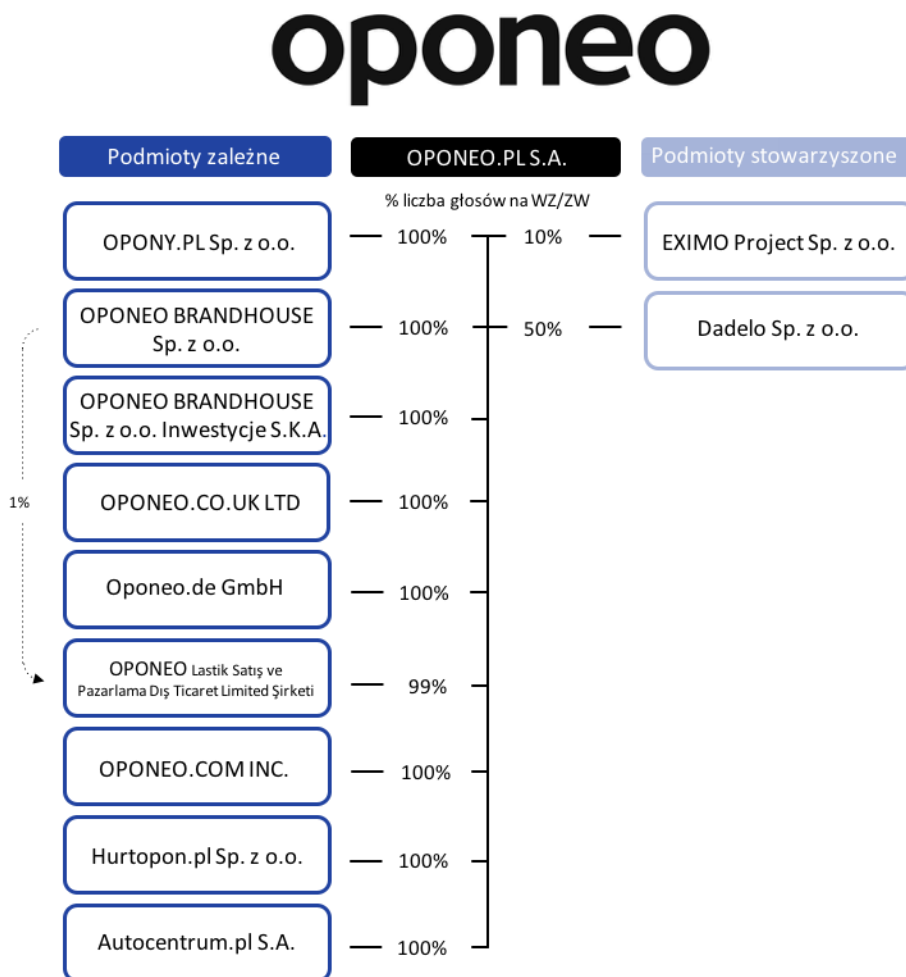 oponeo
Podmioty zależne
OPONEO.PL S.A.
Podmioty stowarzyszone
% liczba głosów na WZ/ZW
OPONY.PL Sp. z o.o.
100%
10%
EXIMO Project Sp. z o.o.
OPONEO BRANDHOUSE
Sp. z o.o.
100%
50%
Dadelo Sp. z o.o.
OPONEO BRANDHOUSE
Sp. z o.o. Inwestycje S.K.A.
100%
1%
OPONEO.CO.UK LTD
100%
Oponeo.de GmbH
100%
OPONEO Lastik Satış ve
Pazarlama Dış Ticaret Limited Şirketi
99%
OPONEO.COM INC.
100%
Hurtopon.pl Sp. z o.o.
100%
Autocentrum.pl S.A.
100%